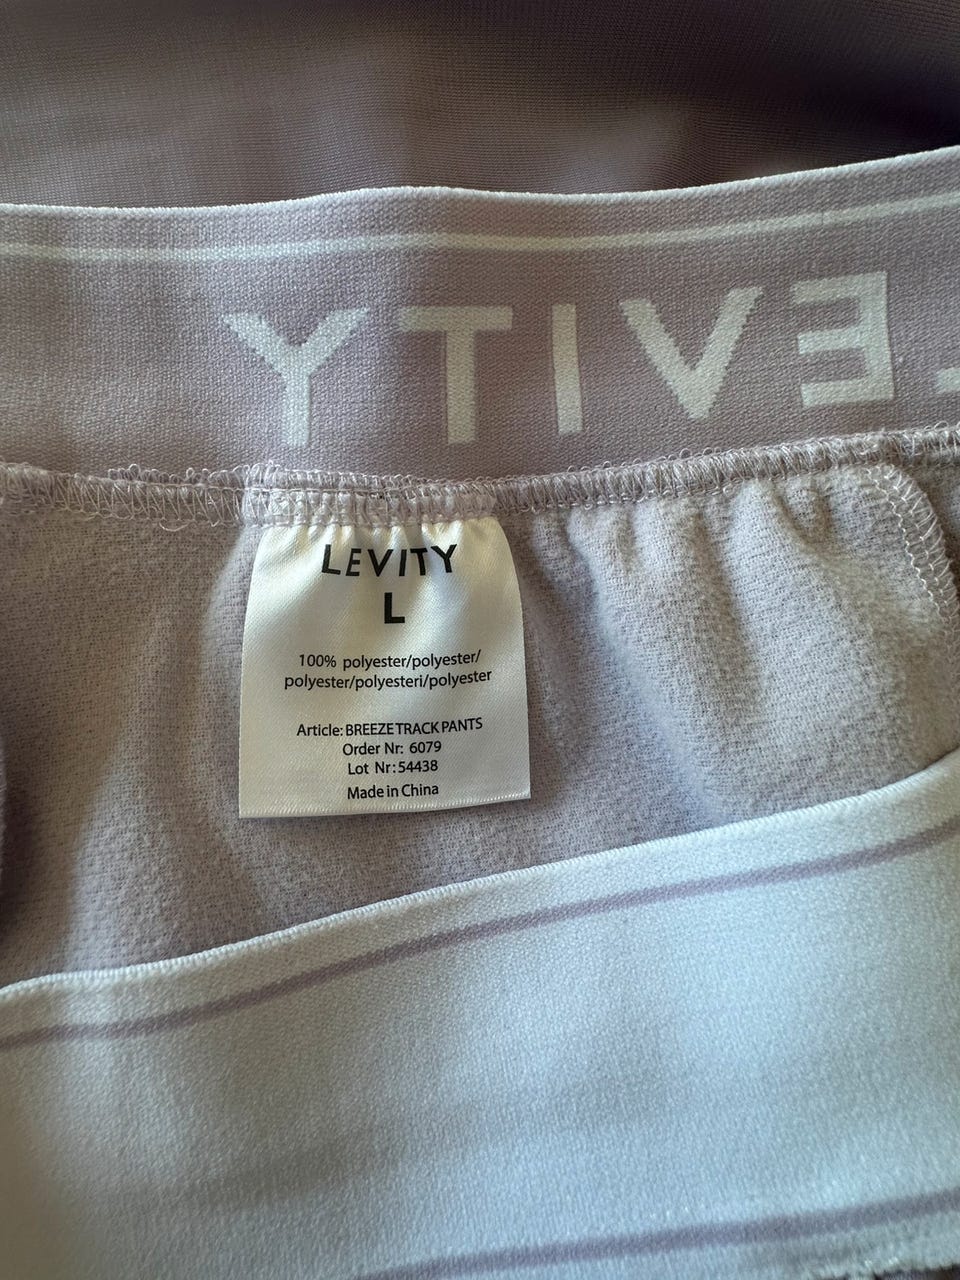 LEVITY
LEVITY
L
100% polyester/polyester/
polyester/polyesteri/polyester
Article: BREEZE TRACK PANTS
Order Nr: 6079
Lot Nr: 54438
Made in China